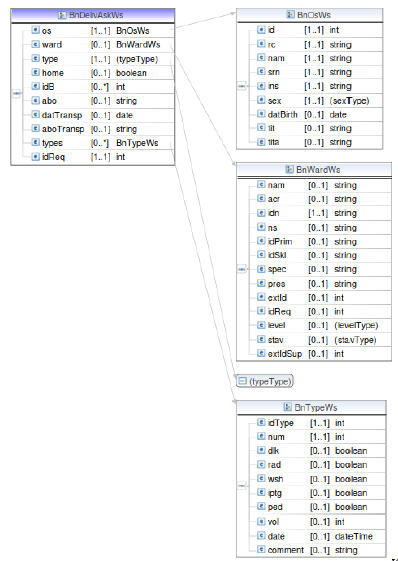 BnDelivAskWs
os [1..1] BnOsWs
ward [0..1] BnWardWs
type [1..1] (typeType)
home [0..1] boolean
idB [0..*] int
abo [0..1] string
datTransp [0..1] date
aboTransp [0..1] string
types [0..*] BnTypeWs
idReq [1..1] int
BnOsWs
id [1..1] int
rc [1..1] string
nam [1..1] string
srn [1..1] string
ins [1..1] string
sex [1..1] (sexType)
datBirth [0..1] date
tit [0..1] string
tita [0..1] string
BnWardWs
nam [0..1] string
acr [0..1] string
idn [1..1] string
ns [0..1] string
idPrim [0..1] string
idSkl [0..1] string
spec [0..1] string
pres [0..1] string
extId [0..1] int
idReq [0..1] int
level [0..1] (levelType)
stav [0..1] (stavType)
extIdSup [0..1] int
(typeType)
BnTypeWs
idType [1..1] int
num [1..1] int
dlk [0..1] boolean
rad [0..1] boolean
wsh [0..1] boolean
iptg [0..1] boolean
ped [0..1] boolean
vol [0..1] int
date [0..1] dateTime
comment [0..1] string